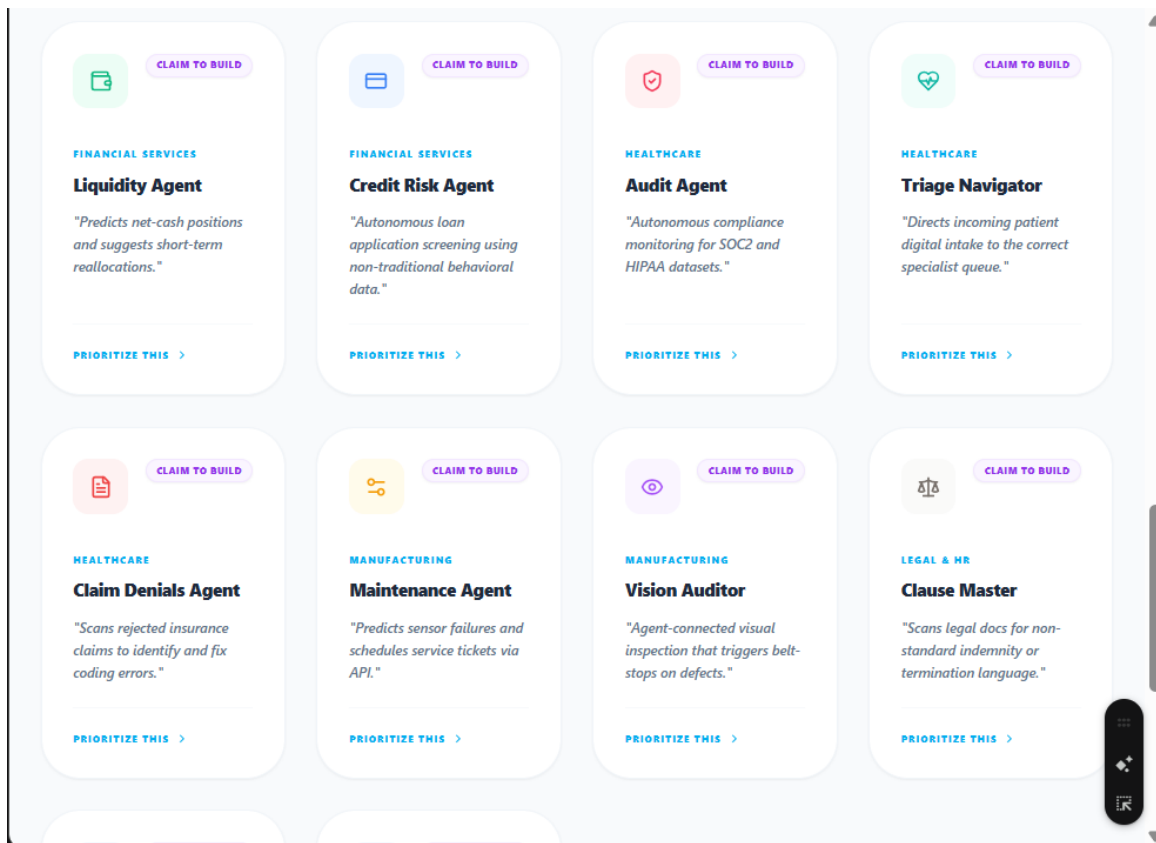 CLAIM TO BUILD
FINANCIAL SERVICES
Liquidity Agent
"Predicts net-cash positions
and suggests short-term
reallocations."
PRIORITIZE THIS
CLAIM TO BUILD
FINANCIAL SERVICES
Credit Risk Agent
"Autonomous loan
application screening using
non-traditional behavioral
data."
PRIORITIZE THIS
CLAIM TO BUILD
HEALTHCARE
Audit Agent
"Autonomous compliance
monitoring for SOC2 and
HIPAA datasets."
PRIORITIZE THIS
CLAIM TO BUILD
HEALTHCARE
Triage Navigator
"Directs incoming patient
digital intake to the correct
specialist queue."
PRIORITIZE THIS
CLAIM TO BUILD
HEALTHCARE
Claim Denials Agent
"Scans rejected insurance
claims to identify and fix
coding errors."
PRIORITIZE THIS
CLAIM TO BUILD
MANUFACTURING
Maintenance Agent
"Predicts sensor failures and
schedules service tickets via
API."
PRIORITIZE THIS
CLAIM TO BUILD
MANUFACTURING
Vision Auditor
"Agent-connected visual
inspection that triggers belt-
stops on defects."
PRIORITIZE THIS
CLAIM TO BUILD
LEGAL & HR
Clause Master
"Scans legal docs for non-
standard indemnity or
termination language."
PRIORITIZE THIS